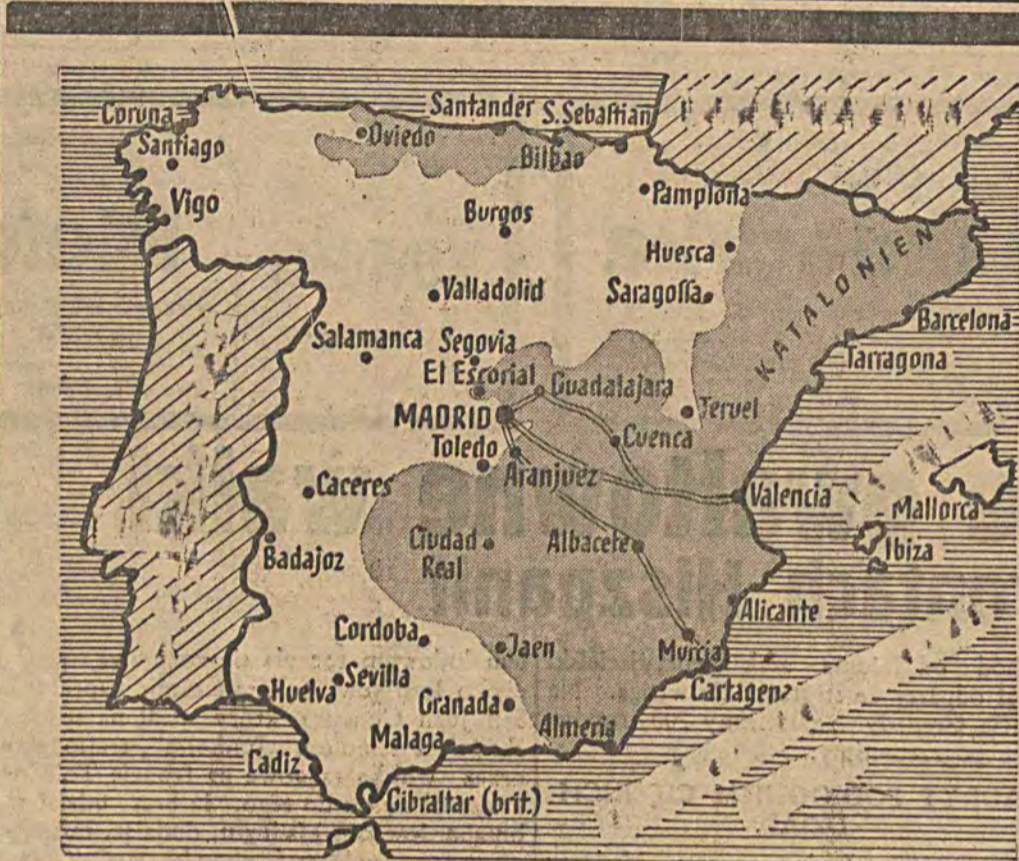 Coruna
Santander
S.Sebastian
Oviedo
Santiago
Bilbao
Vigo
Pamplona
Burgos
Huesca
KATALONIEN
Valladolid
Saragossa
Barcelona
Salamanca
Segovia
Tarragona
El Escorial
Guadalajara
MADRID
Teruel
Toledo
Cuenca
Aranjuez
Caceres
Valencia
Mallorca
Ciudad
Real
Albacete
Ibiza
Badajoz
Alicante
Cordoba
Jaen
Murcia
Sevilla
Huelva
Granada
Cartagena
Almeria
Malaga
Cadiz
Gibraltar (brit.)